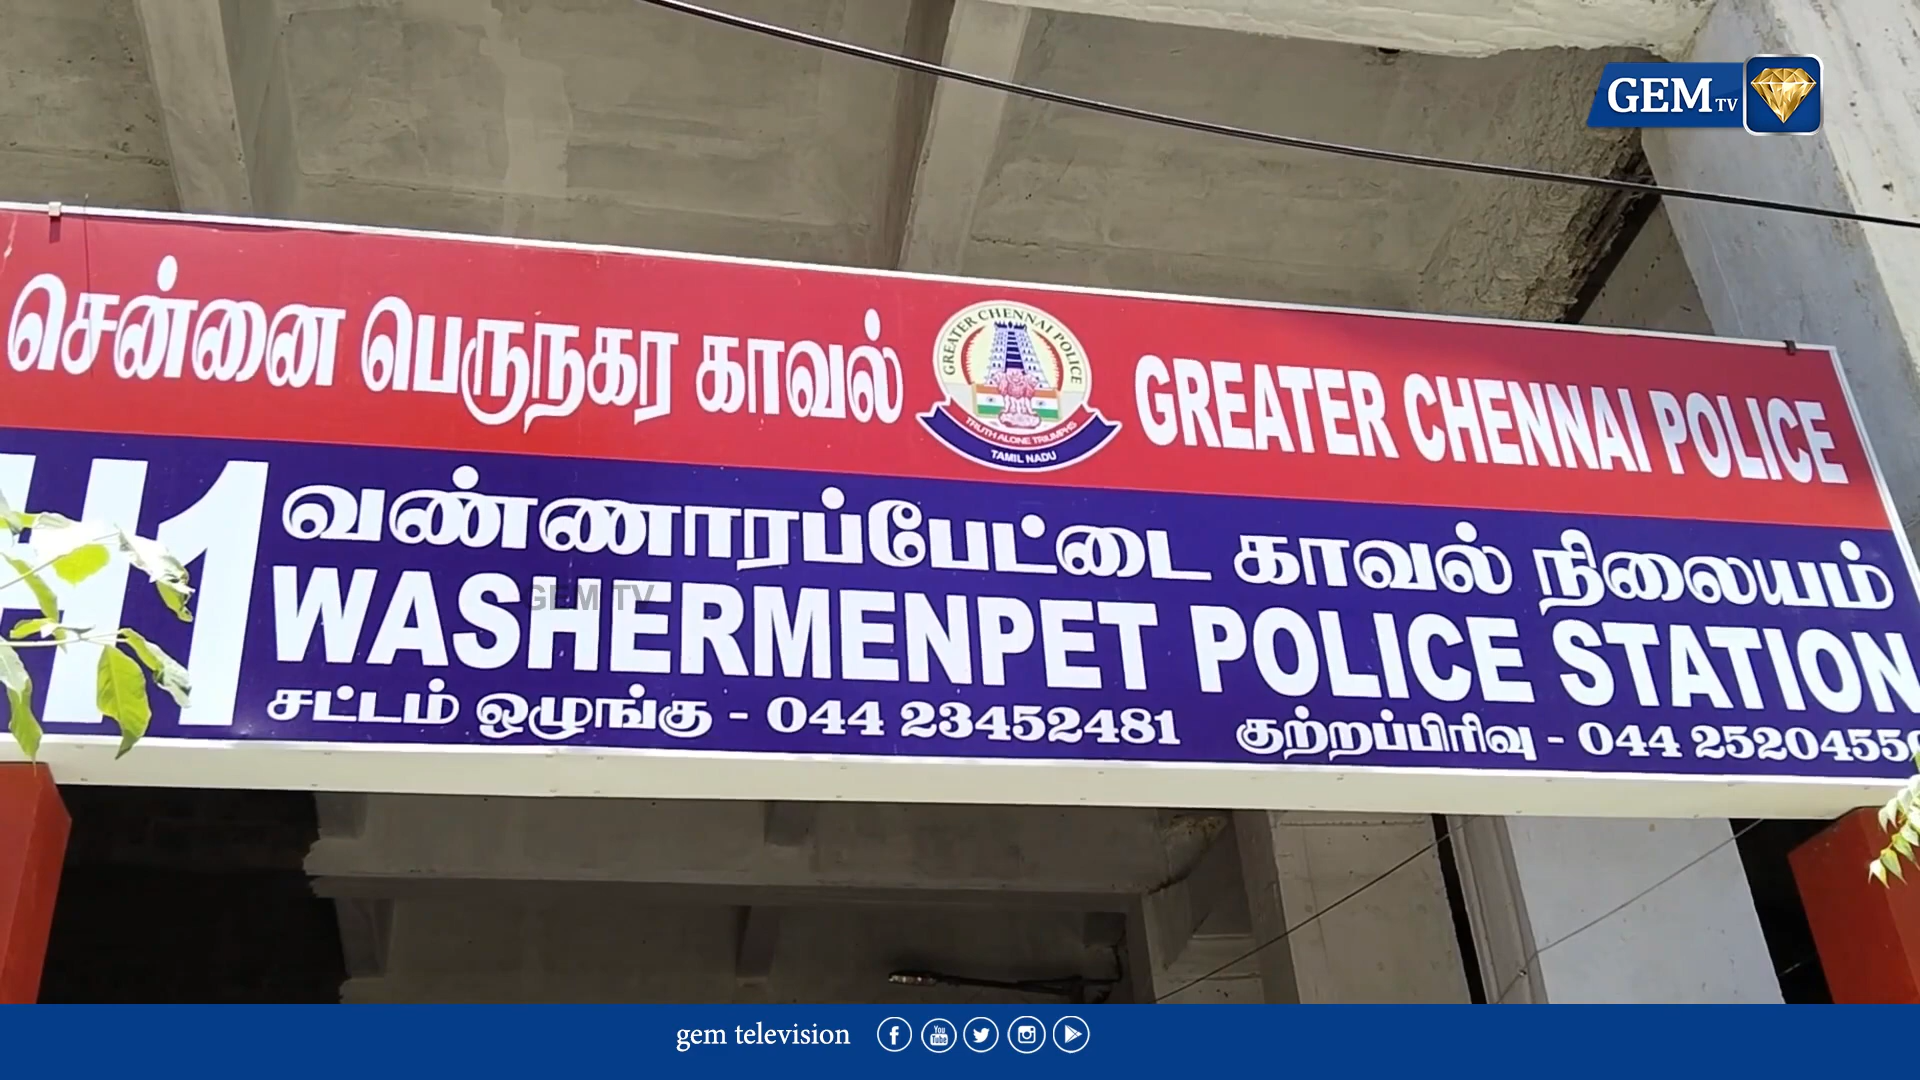 GEM TV
சென்னை பெருநகர காவல்
GREATER CHENNAI POLICE
TRUTH ALONE TRIUMPHS
TAMIL NADU
GREATER CHENNAI POLICE
H1
வண்ணாரப்பேட்டை காவல் நிலையம்
GEM TV
WASHERMENPET POLICE STATION
சட்டம் ஒழுங்கு - 044 23452481 குற்றப்பிரிவு - 044 2520455
gem television